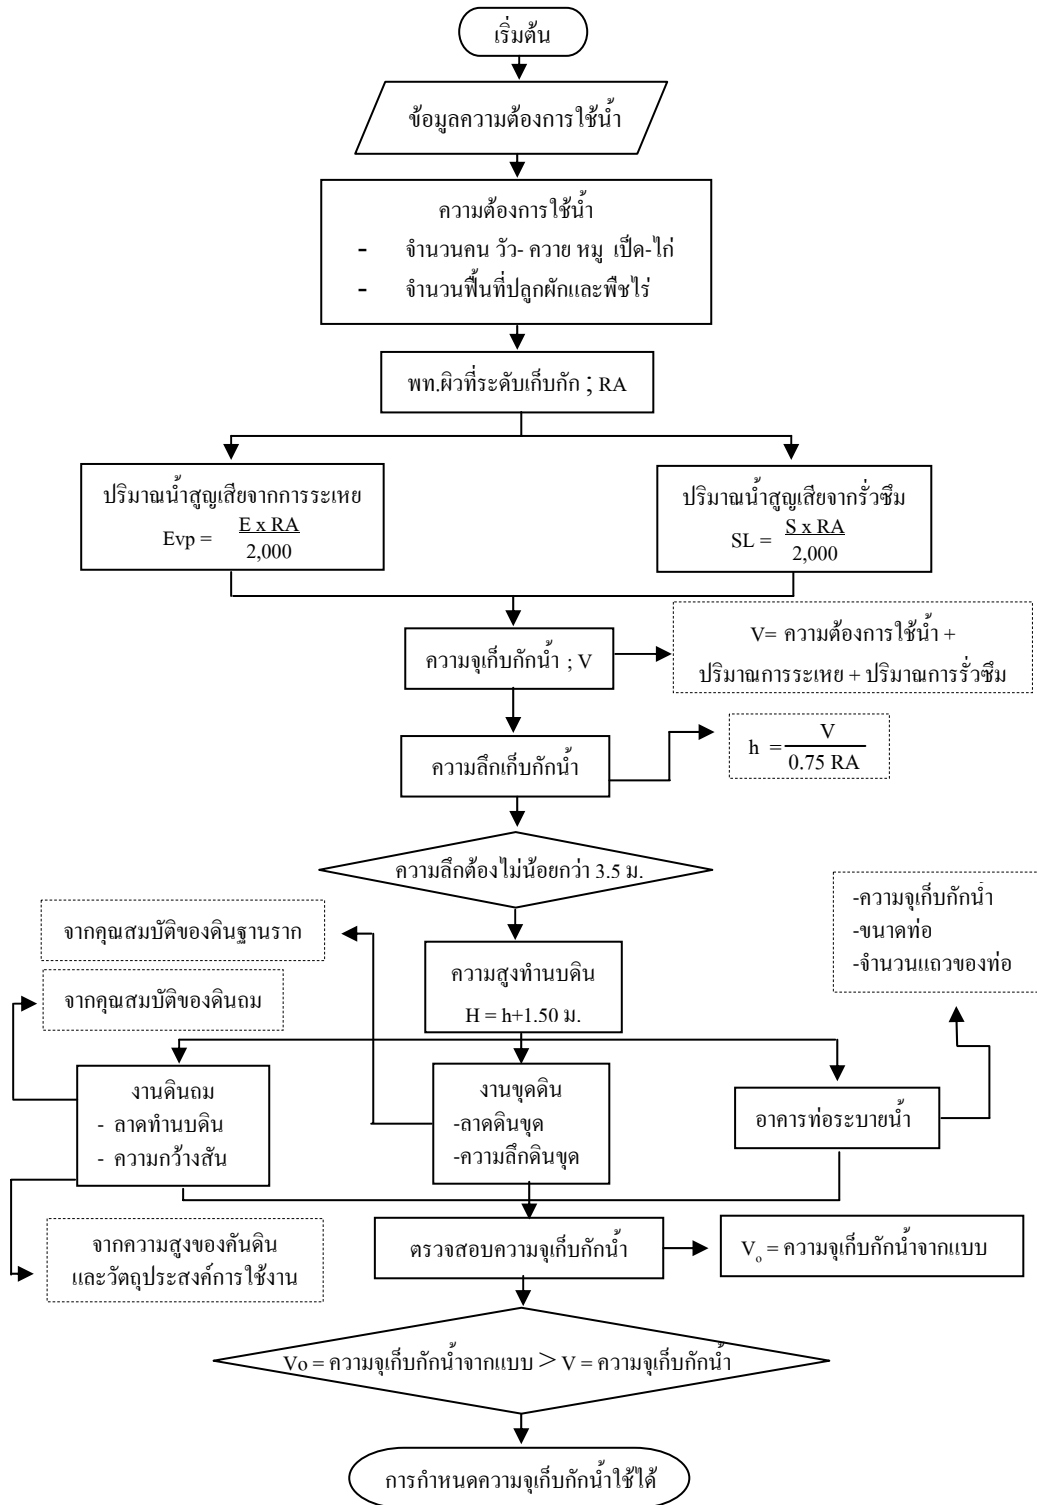 เริ่มต้น
ข้อมูลความต้องการใช้น้ำ
ความต้องการใช้น้ำ
- จำนวนคน วัว- ควาย หมู เป็ด-ไก่
- จำนวนฟื้นที่ปลูกผักและพืชไร่
พท.ผิวที่ระดับเก็บกัก ; RA
ปริมาณน้ำสูญเสียจากการระเหย
Evp = E x RA
2,000
ปริมาณน้ำสูญเสียจากรั่วซึม
SL = S x RA
2,000
ความจุเก็บกักน้ำ ; V
V= ความต้องการใช้น้ำ +
ปริมาณการระเหย + ปริมาณการรั่วซึม
ความลึกเก็บกักน้ำ
h = V
0.75 RA
ความลึกต้องไม่น้อยกว่า 3.5 ม.
-ความจุเก็บกักน้ำ
-ขนาดท่อ
-จำนวนแถวของท่อ
จากคุณสมบัติของดินฐานราก
จากคุณสมบัติของดินถม
ความสูงทำนบดิน
H = h+1.50 ม.
งานดินถม
- ลาดทำนบดิน
- ความกว้างสัน
งานขุดดิน
-ลาดดินขุด
-ความลึกดินขุด
อาคารท่อระบายน้ำ
จากความสูงของคันดิน
และวัตถุประสงค์การใช้งาน
ตรวจสอบความจุเก็บกักน้ำ
Vo = ความจุเก็บกักน้ำจากแบบ
Vo = ความจุเก็บกักน้ำจากแบบ > V = ความจุเก็บกักน้ำ
การกำหนดความจุเก็บกักน้ำใช้ได้